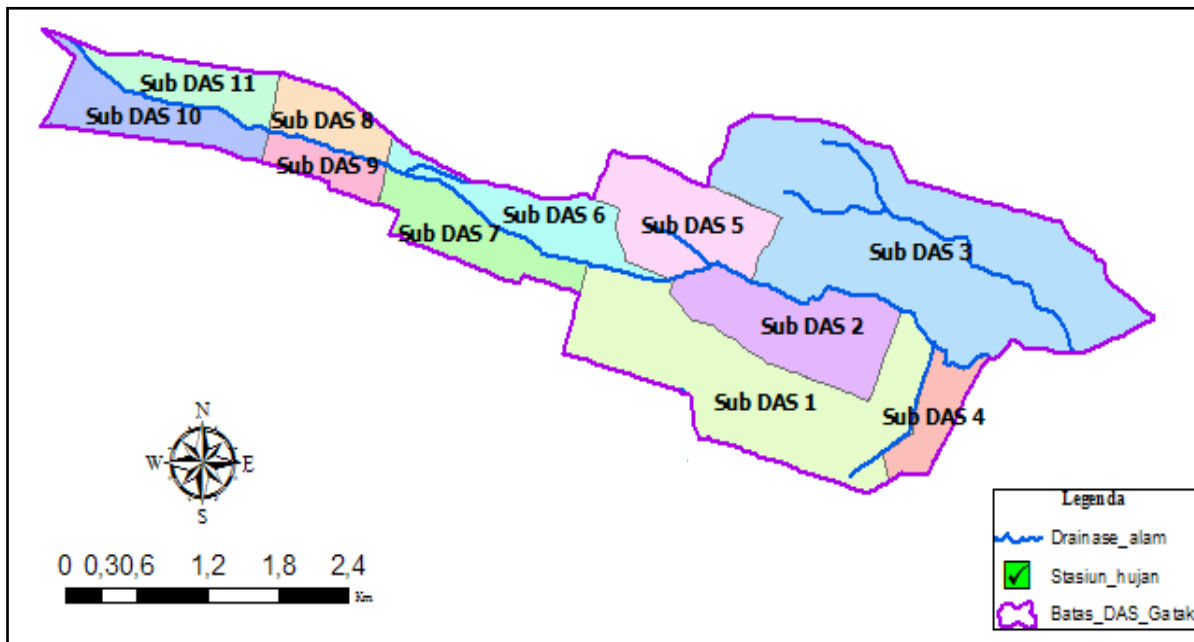 Sub DAS 11
Sub DAS 10
Sub DAS 8
Sub DAS 9
Sub DAS 6
Sub DAS 7
Sub DAS 5
Sub DAS 3
Sub DAS 2
Sub DAS 1
Sub DAS 4
N
W E
S
0 0,30,6 1,2 1,8 2,4
Km
Legenda
Drainase_alam
Stasiun_hujan
Batas_DAS_Gatak